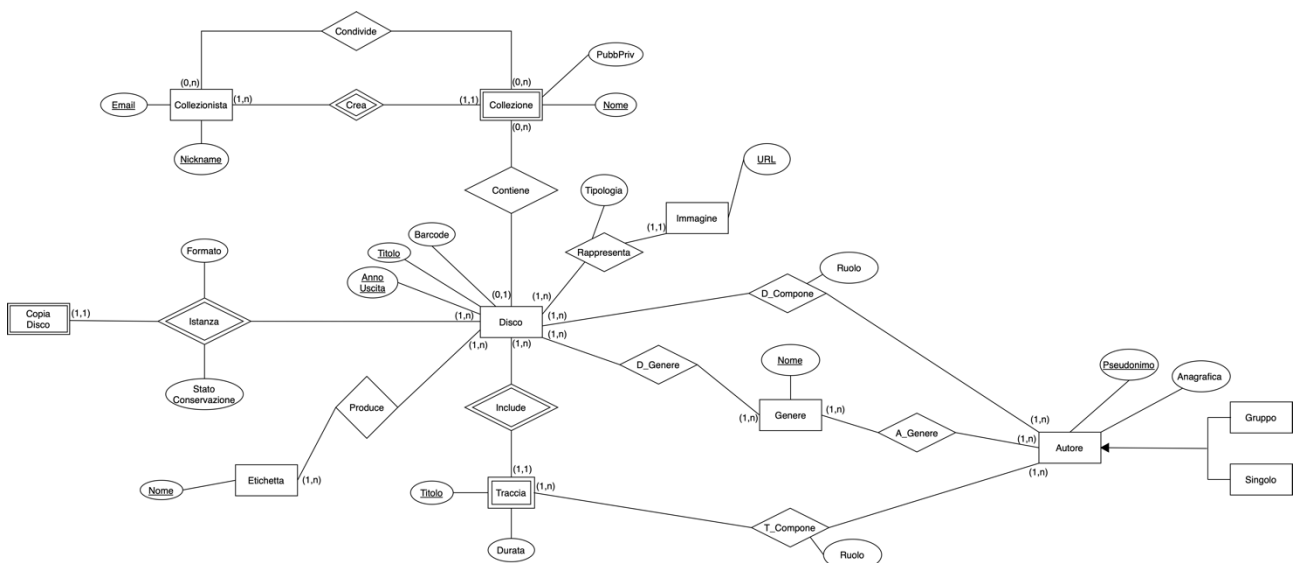 Condivide
PubbPriv
(0,n)
(0,n)
Email
Collezionista
(1,n)
Crea
(1,1)
Collezione
Nome
(0,n)
Nickname
URL
Contiene
Tipologia
Immagine
(1,1)
Rappresenta
Barcode
Titolo
Anno
Uscita
Formato
Ruolo
D_Compone
(0,1)
(1,n)
Copia
Disco
(1,1)
Istanza
(1,n)
Disco
(1,n)
(1,n)
(1,n)
(1,n)
Stato
Conservazione
Produce
D_Genere
Nome
Pseudonimo
Anagrafica
Include
(1,n)
Genere
(1,n)
A_Genere
(1,n)
(1,n)
Autore
(1,n)
Gruppo
Singolo
Nome
Etichetta
(1,n)
(1,1)
Titolo
Traccia
(1,n)
T_Compone
Durata
Ruolo